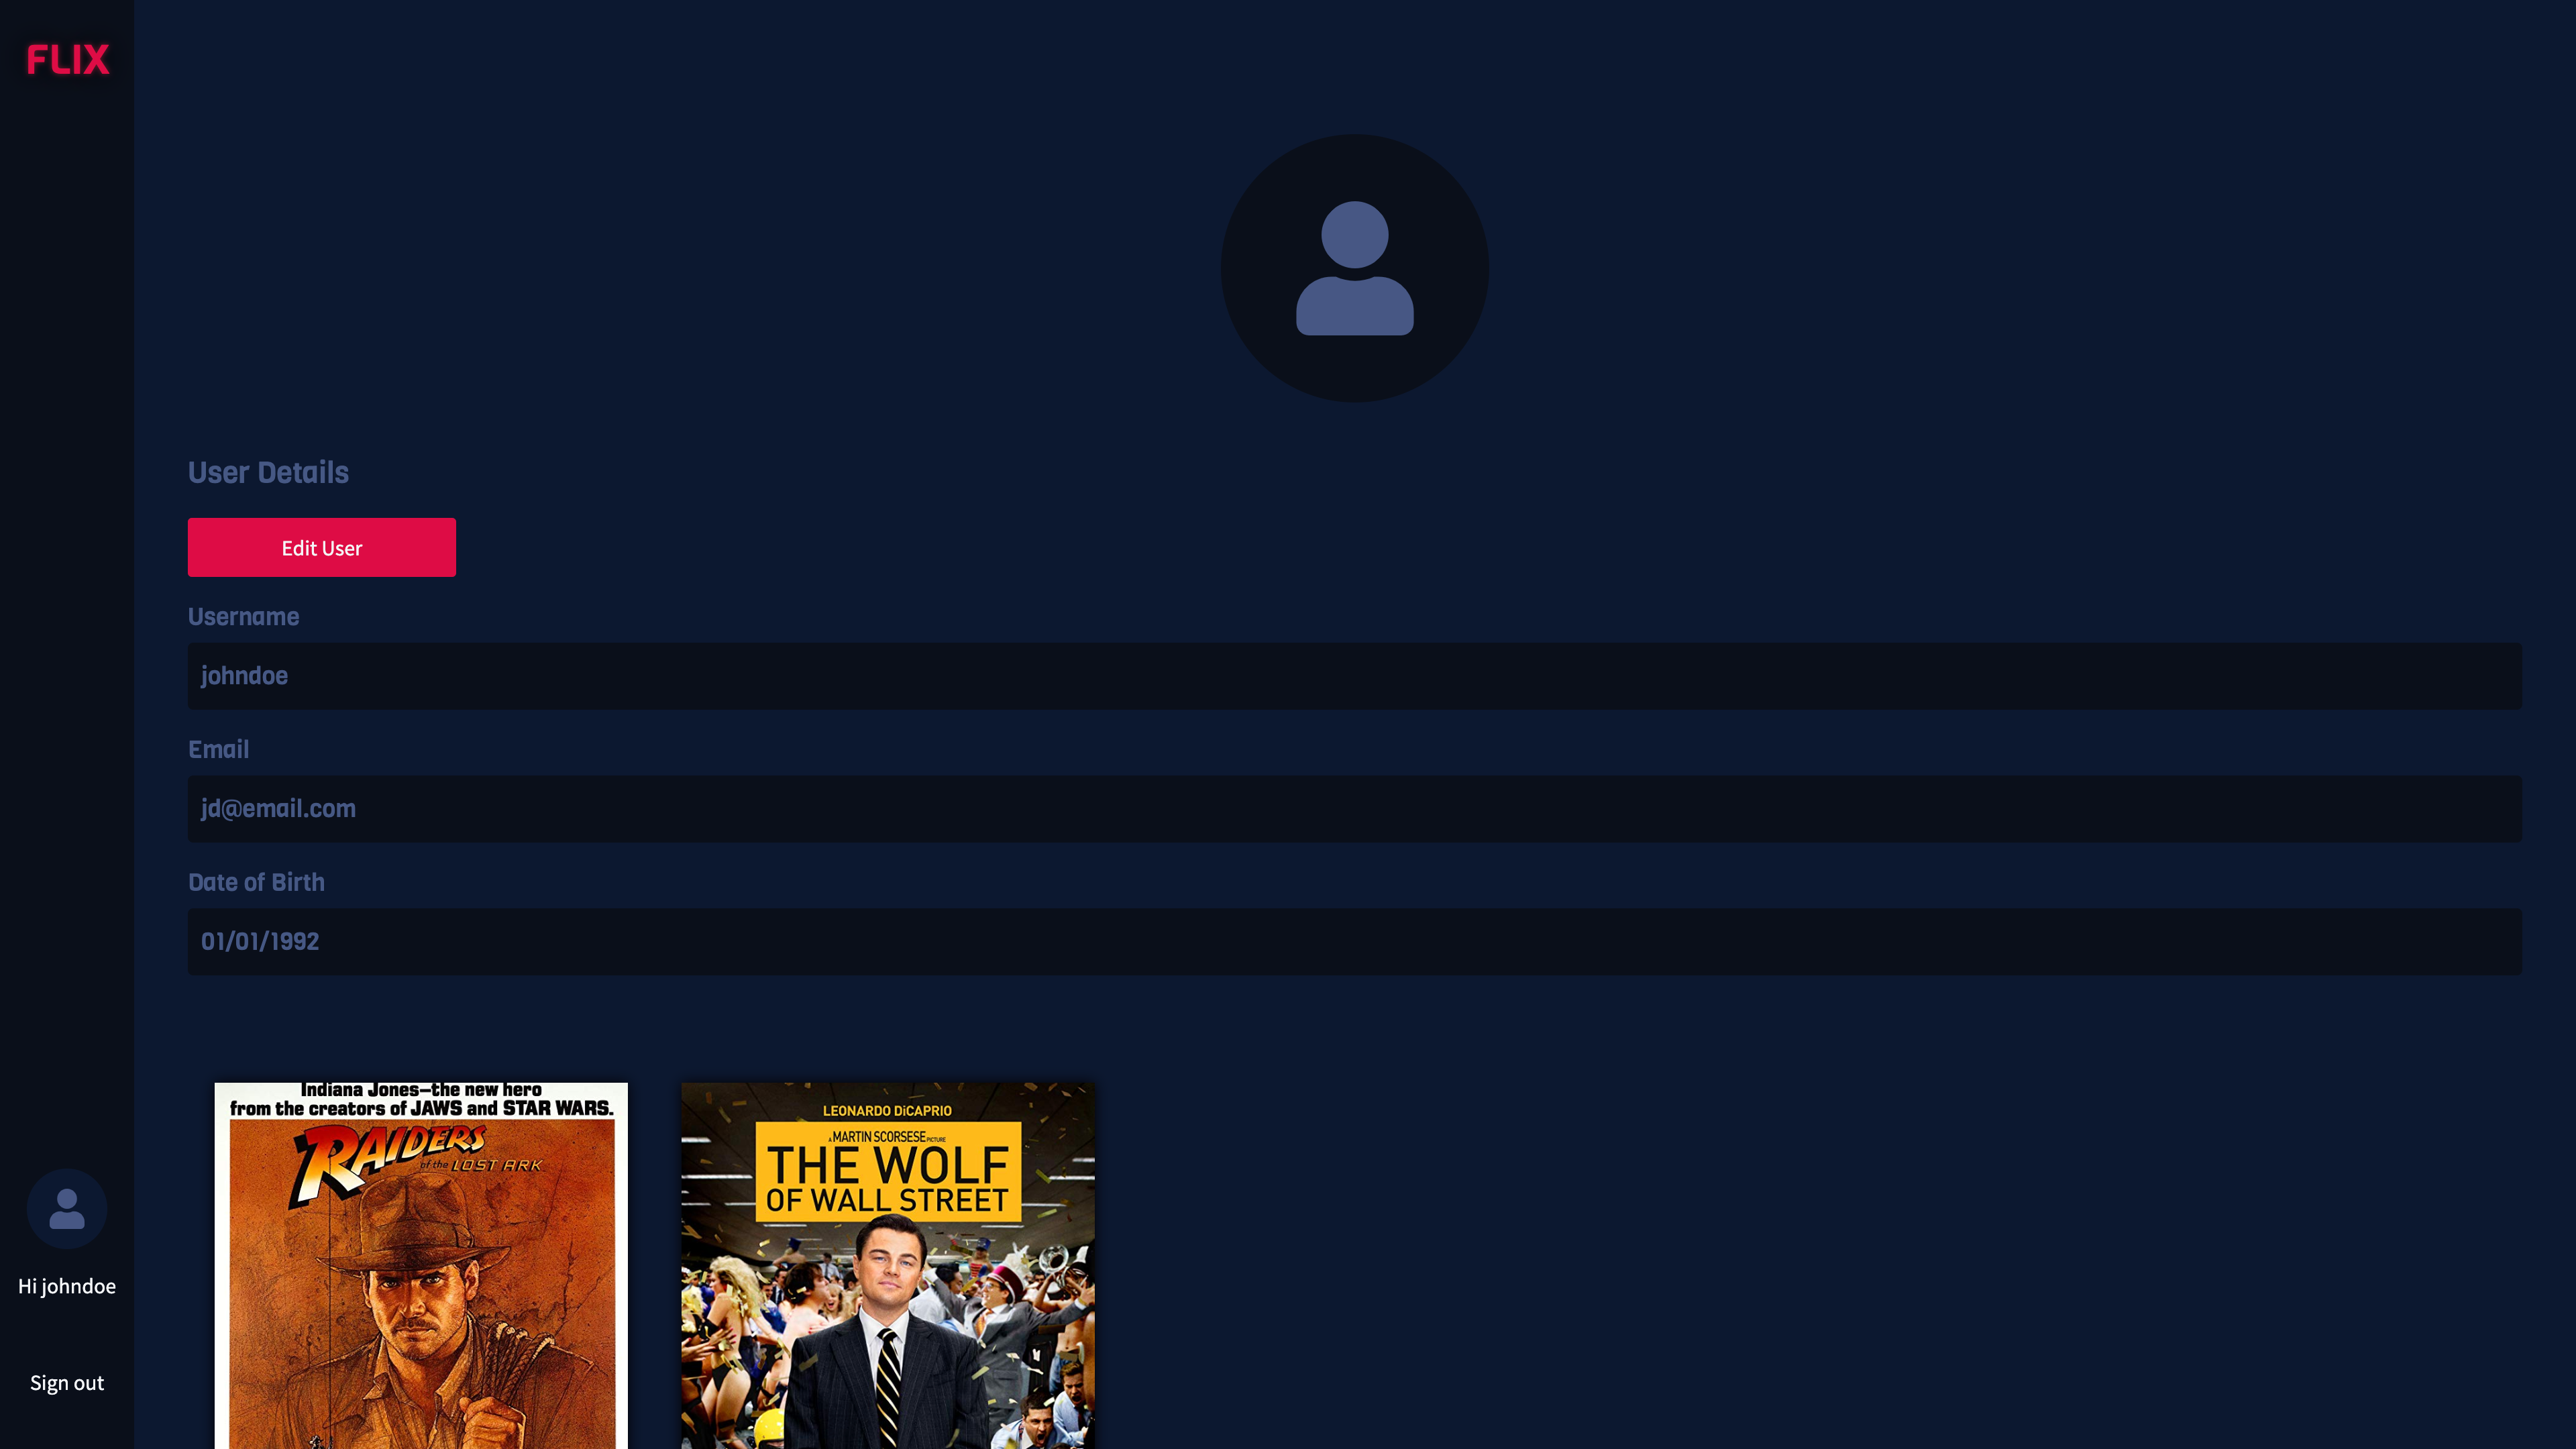 FLIX
User Details
Edit User
Username
johndoe
Email
jd@email.com
Date of Birth
01/01/1992
Indiana Jones—the new hero
from the creators of JAWS and STAR WARS.
RAIDERS
of the LOST ARK
LEONARDO DiCAPRIO
A MARTIN SCORSESE PICTURE
THE WOLF
OF WALL STREET
Hi johndoe
Sign out